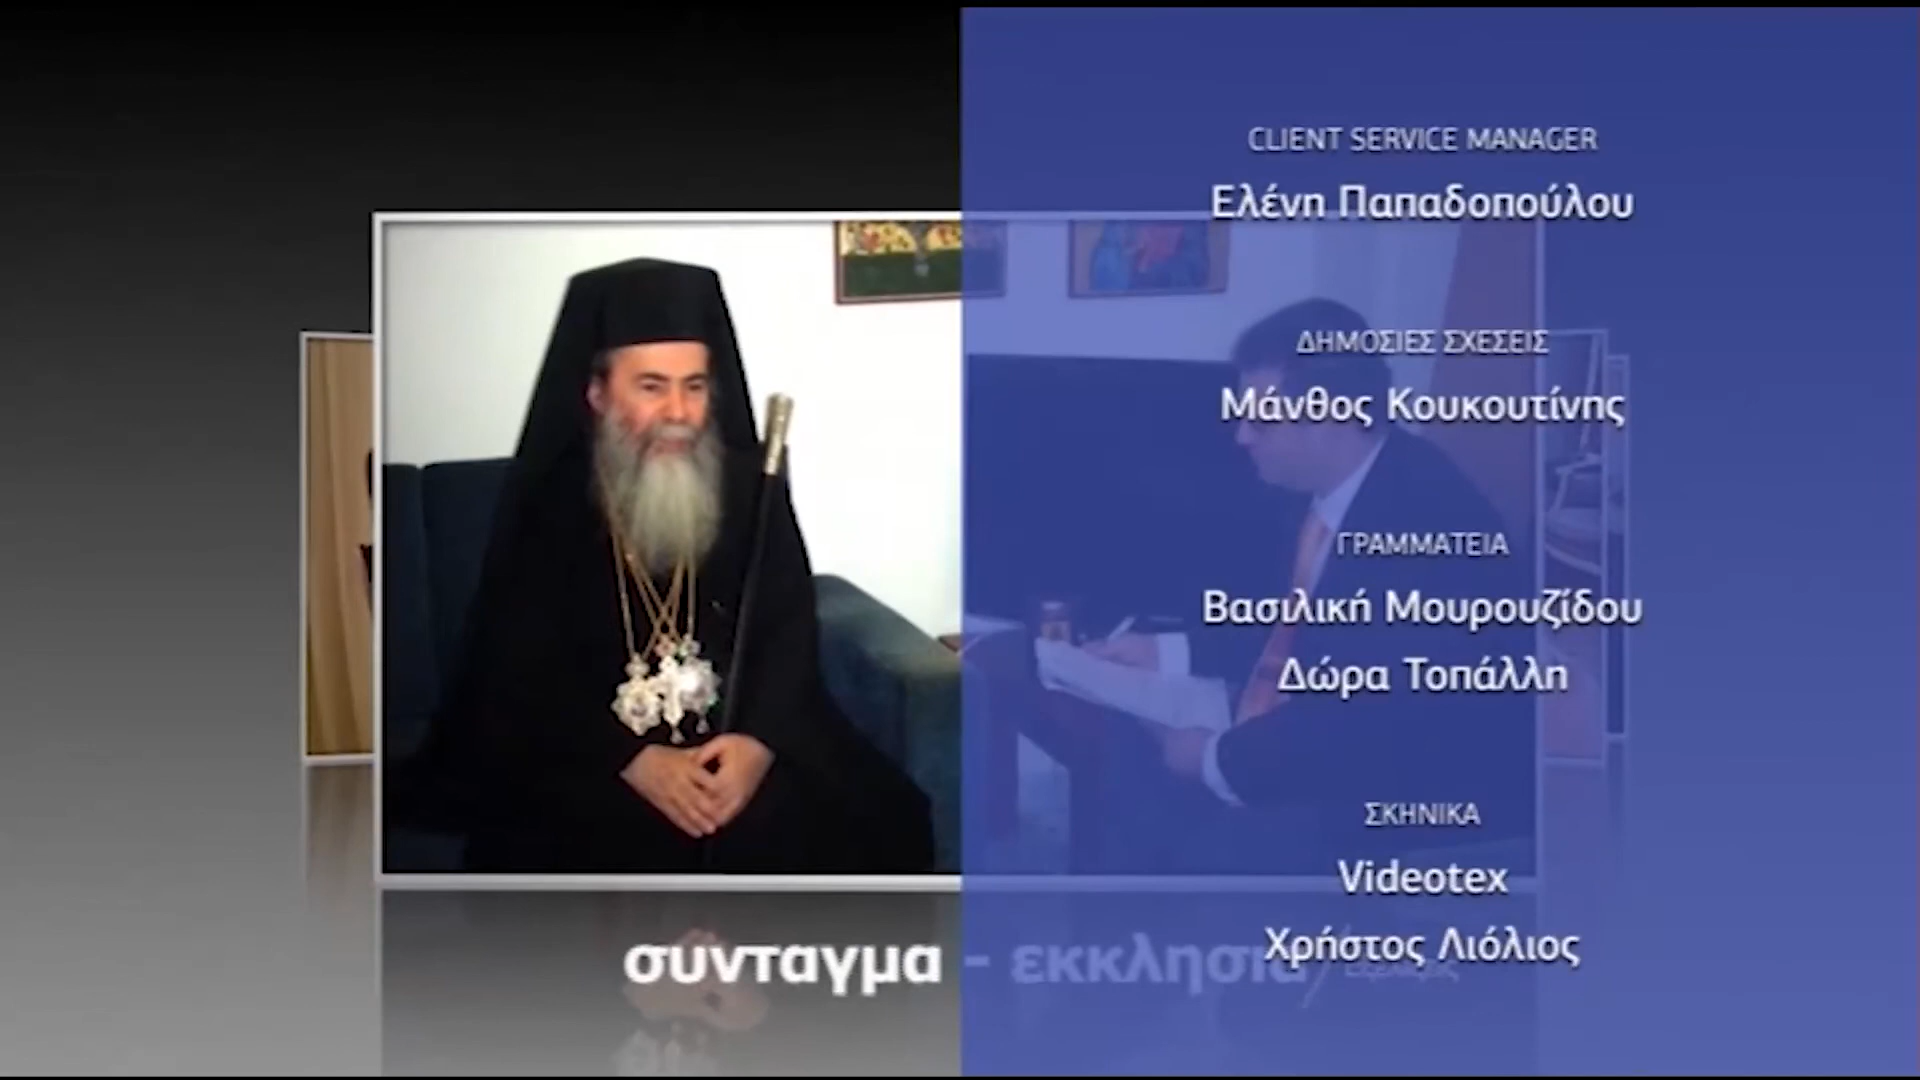 CLIENT SERVICE MANAGER
Ελένη Παπαδοπούλου
ΔΗΜΟΣΙΕΣ ΣΧΕΣΕΙΣ
Μάνθος Κουκουτίνης
ΓΡΑΜΜΑΤΕΙΑ
Βασιλική Μουρουζίδου
Δώρα Τοπάλλη
ΣΚΗΝΙΚΑ
Videotex
Χρήστος Λιόλιος
συνταγμα - εκκλησια/